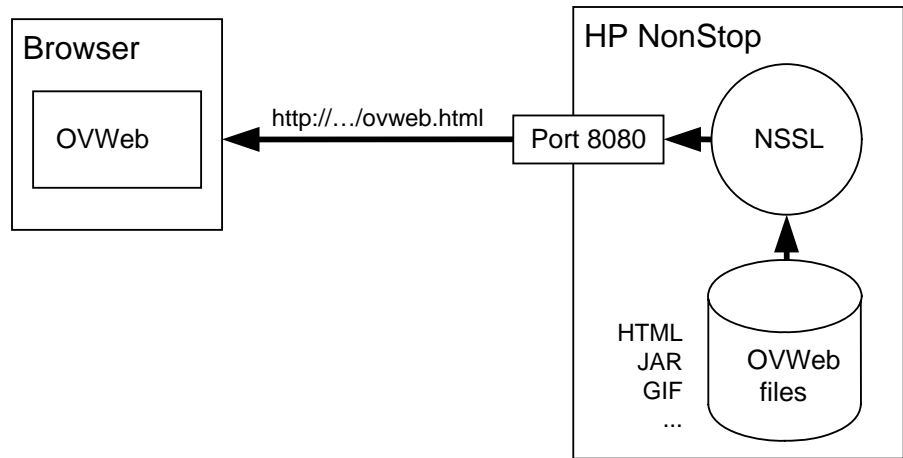 Browser
OVWeb
http://…/ovweb.html
HP NonStop
Port 8080
NSSL
HTML
JAR
GIF
...
OVWeb
files